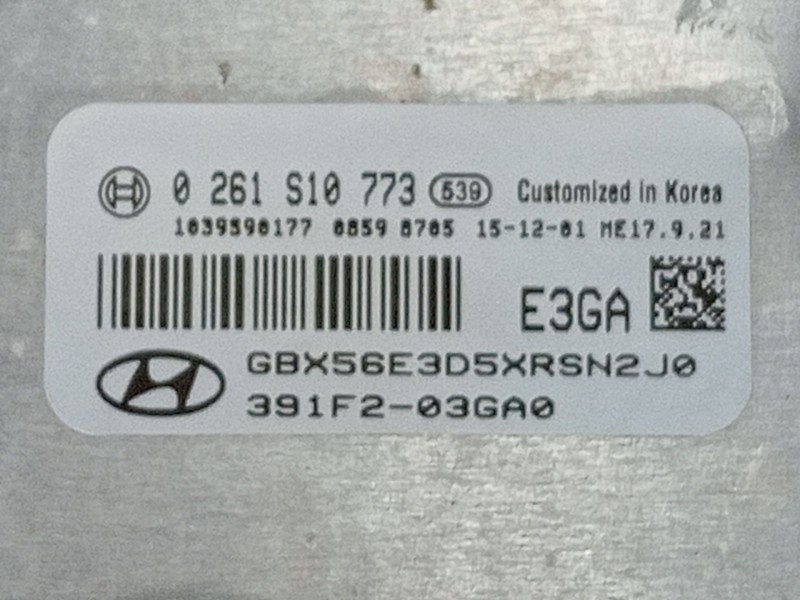 0 261 S10 773 539 Customized in Korea
1039S90177 0859 8705 15-12-01 ME17.9.21
E3GA
GBX56E3D5XRSN2J0
391F2-03GA0